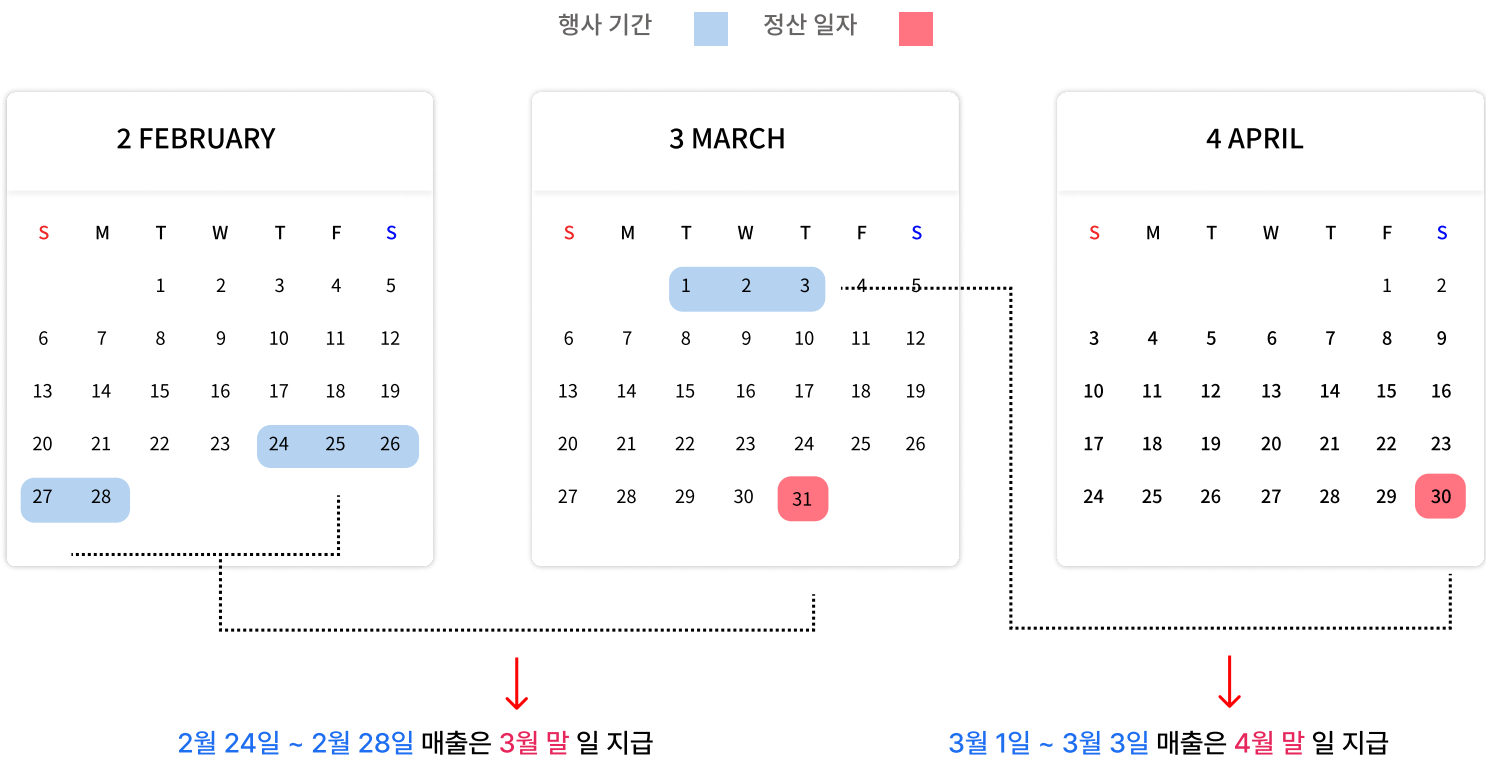 행사 기간 정산 일자
2 FEBRUARY
S M T W T F S
1 2 3 4 5
6 7 8 9 10 11 12
13 14 15 16 17 18 19
20 21 22 23 24 25 26
27 28
3 MARCH
S M T W T F S
1 2 3 4 5
6 7 8 9 10 11 12
13 14 15 16 17 18 19
20 21 22 23 24 25 26
27 28 29 30 31
4 APRIL
S M T W T F S
1 2
3 4 5 6 7 8 9
10 11 12 13 14 15 16
17 18 19 20 21 22 23
24 25 26 27 28 29 30
2월 24일 ~ 2월 28일 매출은 3월 말 일 지급
3월 1일 ~ 3월 3일 매출은 4월 말 일 지급